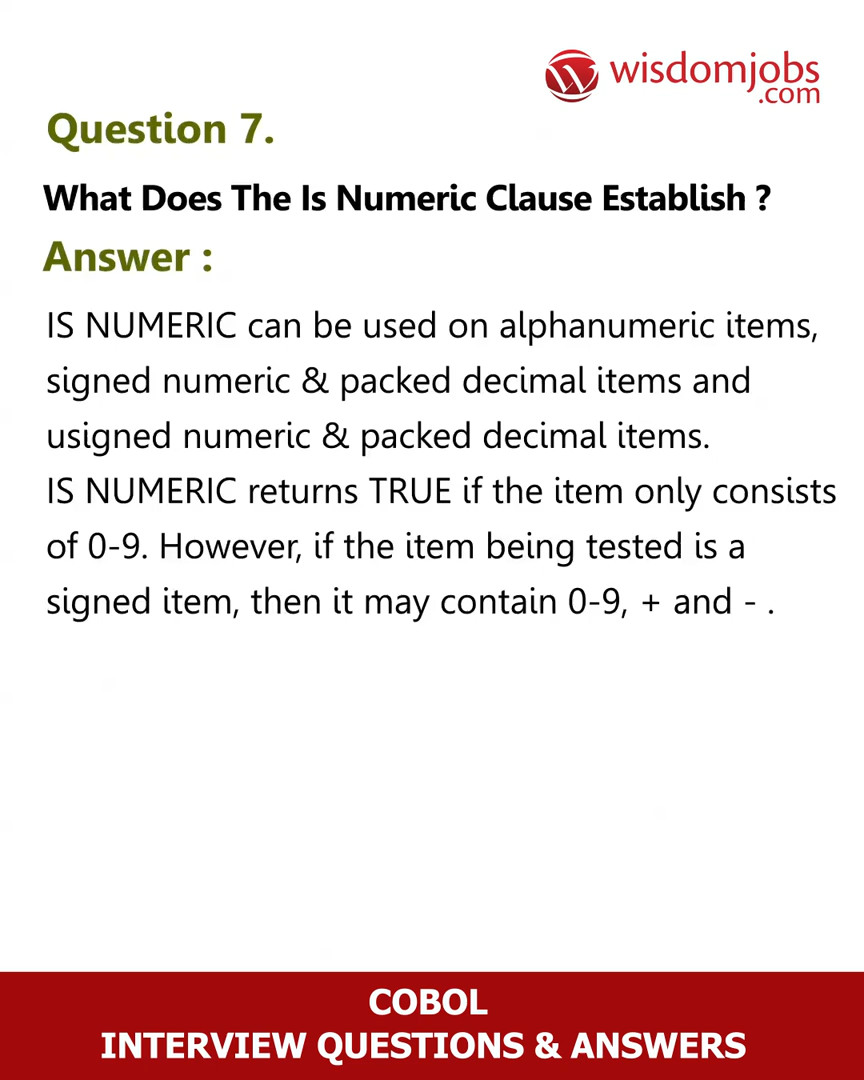 wisdomjobs
.com
Question 7.
What Does The Is Numeric Clause Establish ?
Answer :
IS NUMERIC can be used on alphanumeric items,
signed numeric & packed decimal items and
usigned numeric & packed decimal items.
IS NUMERIC returns TRUE if the item only consists
of 0-9. However, if the item being tested is a
signed item, then it may contain 0-9, + and - .
COBOL
INTERVIEW QUESTIONS & ANSWERS